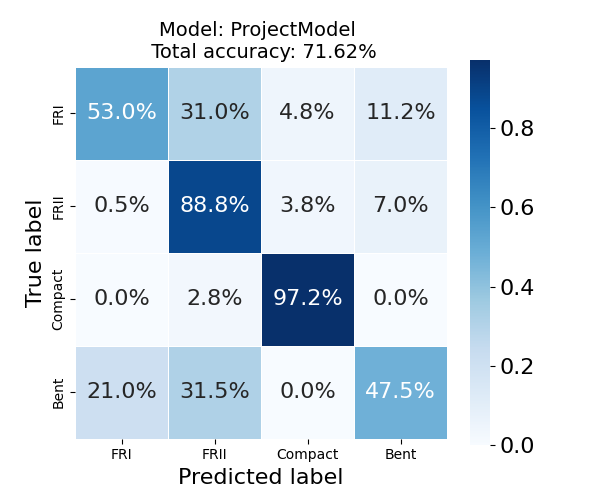 Model: ProjectModel
Total accuracy: 71.62%
True label
FRI
53.0% 31.0% 4.8% 11.2%
FRII
0.5% 88.8% 3.8% 7.0%
Compact
0.0% 2.8% 97.2% 0.0%
Bent
21.0% 31.5% 0.0% 47.5%
FRI FRII Compact Bent
Predicted label
0.8
0.6
0.4
0.2
0.0